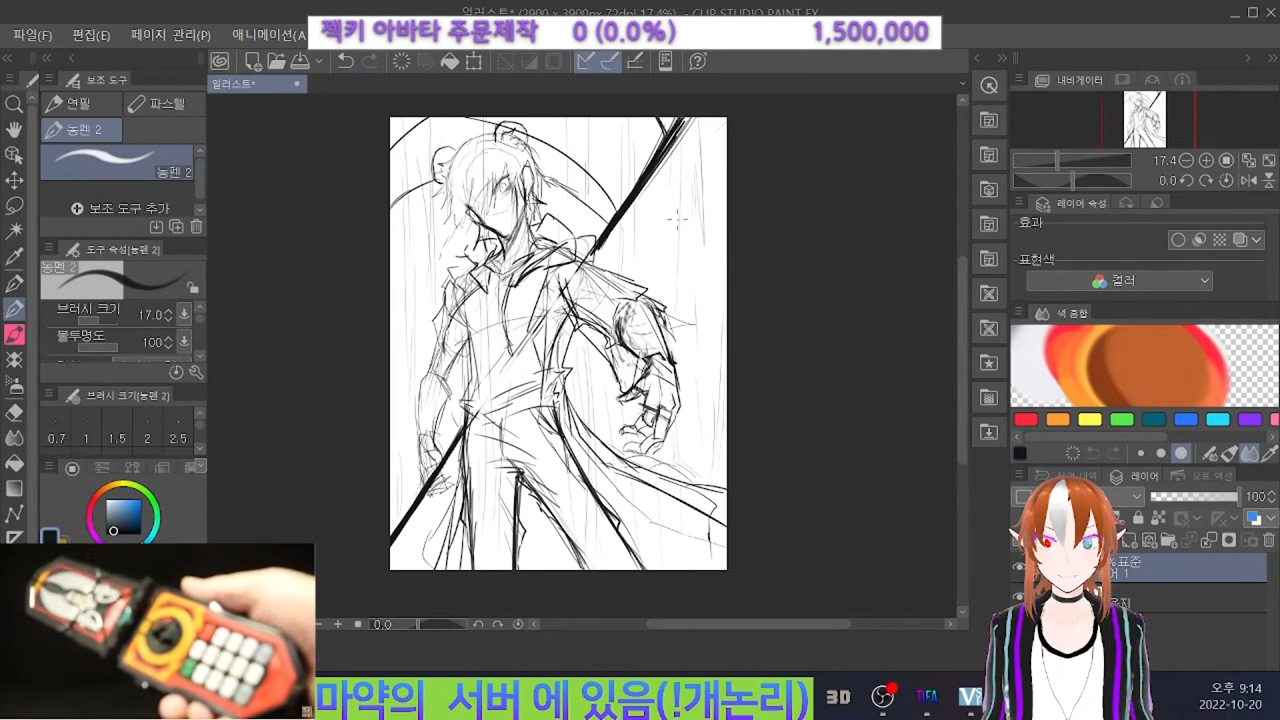 파일(F) 편집(E) 페이지 관리(P) 애니메이션(A
젝키 아바타 주문제작 0 (0.0%) 1,500,000
일러스트*
보조 도구
연필 파스텔
농펜 2
농펜 2
보조 도구 추가
도구 속성(농펜 2)
농펜 2
브러시 크기 17.0
불투명도 100
브러시 크기(농펜 2)
0.7 1 1.5 2 2.5
0.0
내비게이터
17.4
0.0
레이어 속성
효과
표현색
컬러
색 혼합
레이어
100
마약의 서버 에 있음(!개논리)
3D
TIFA
오후 9:14
2022-10-20